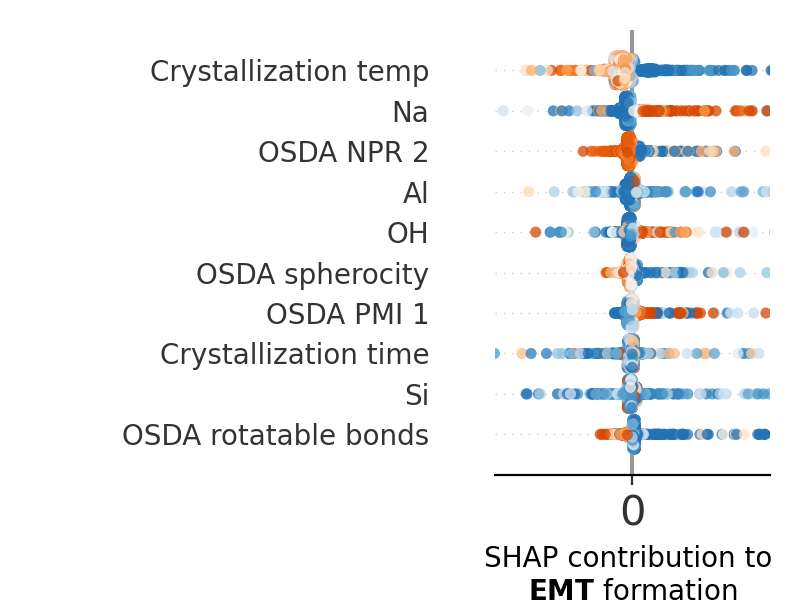 Crystallization temp
Na
OSDA NPR 2
Al
OH
OSDA spherocity
OSDA PMI 1
Crystallization time
Si
OSDA rotatable bonds
0
SHAP contribution to
EMT formation